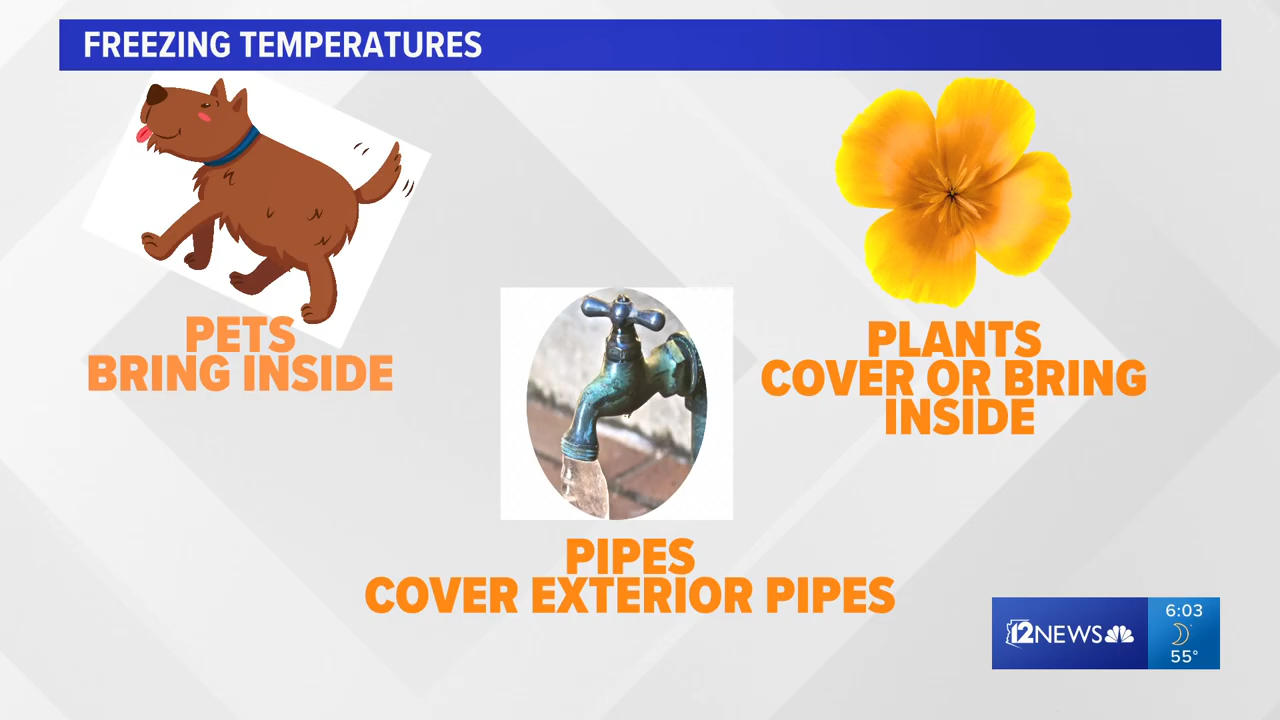 FREEZING TEMPERATURES
PETS
BRING INSIDE
PLANTS
COVER OR BRING
INSIDE
PIPES
COVER EXTERIOR PIPES
12NEWS
6:03
55°